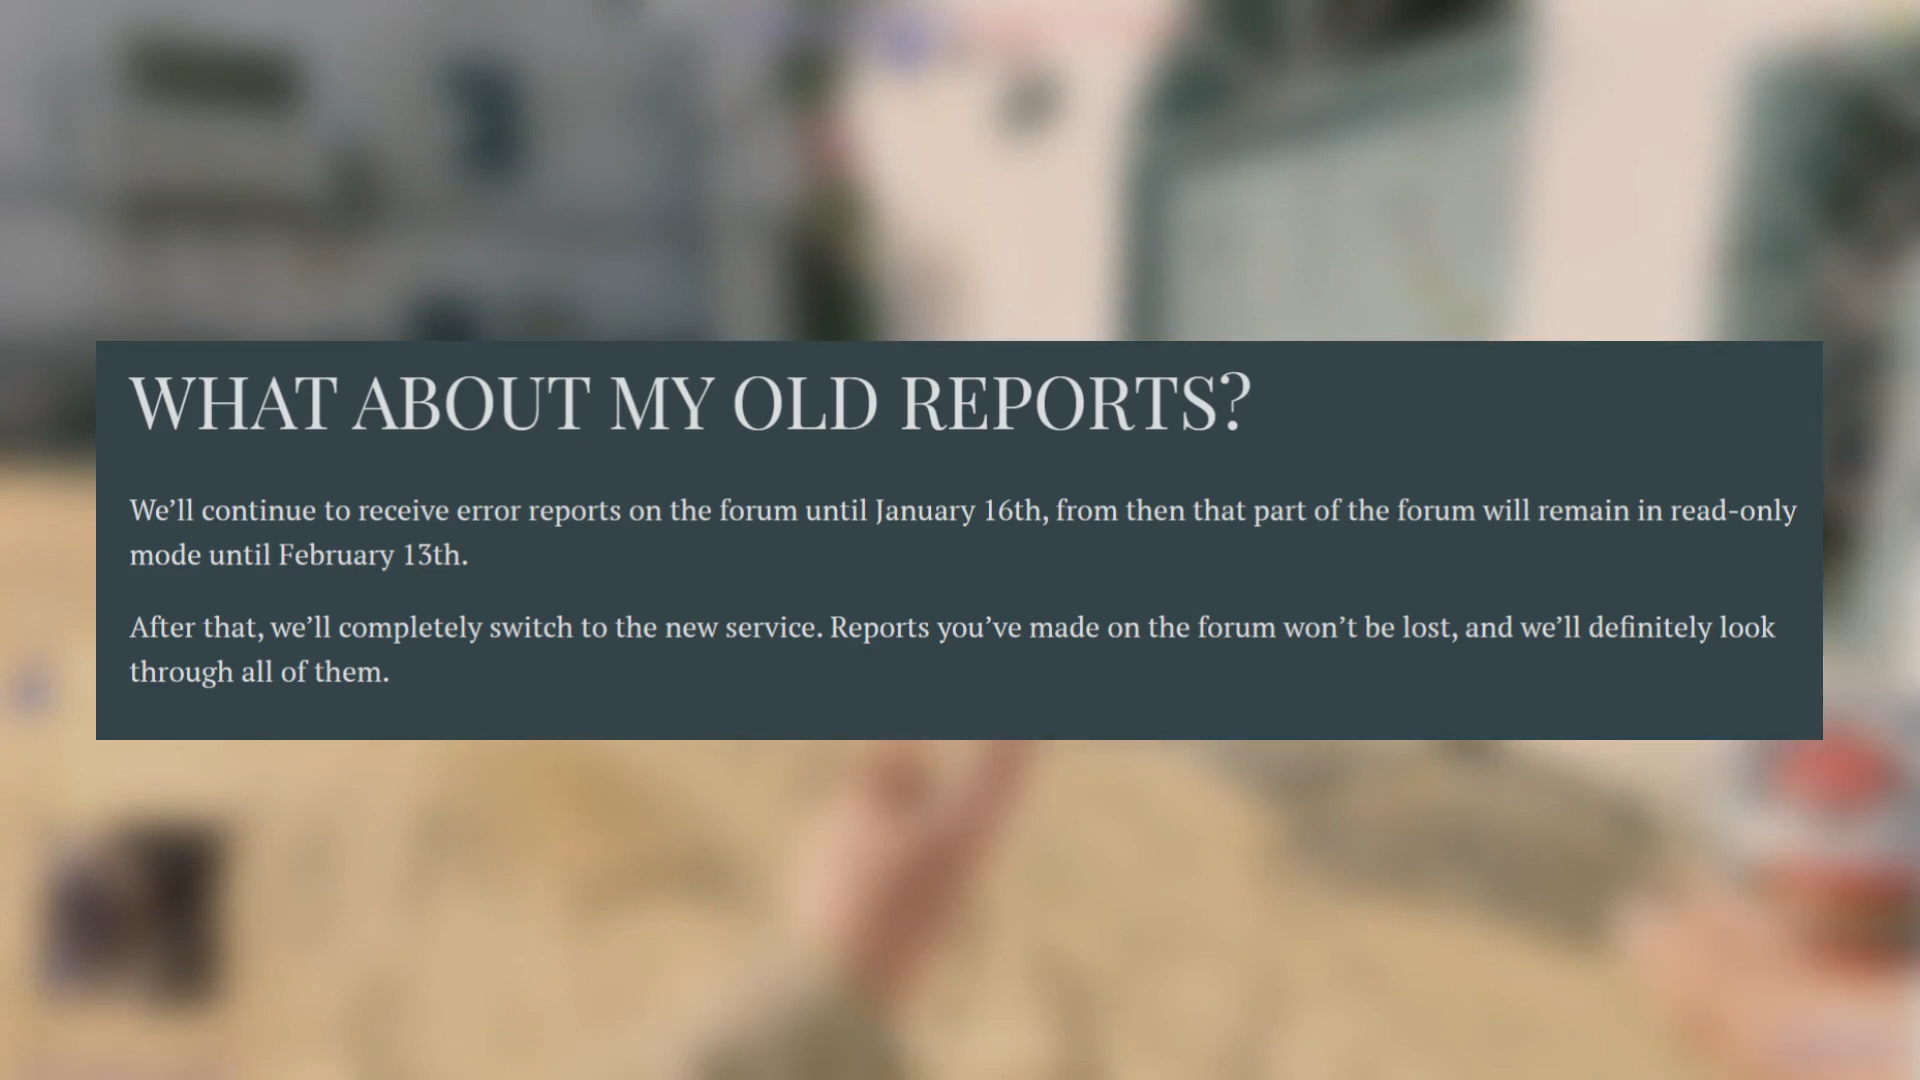 WHAT ABOUT MY OLD REPORTS?
We’ll continue to receive error reports on the forum until January 16th, from then that part of the forum will remain in read-only
mode until February 13th.
After that, we’ll completely switch to the new service. Reports you’ve made on the forum won’t be lost, and we’ll definitely look
through all of them.